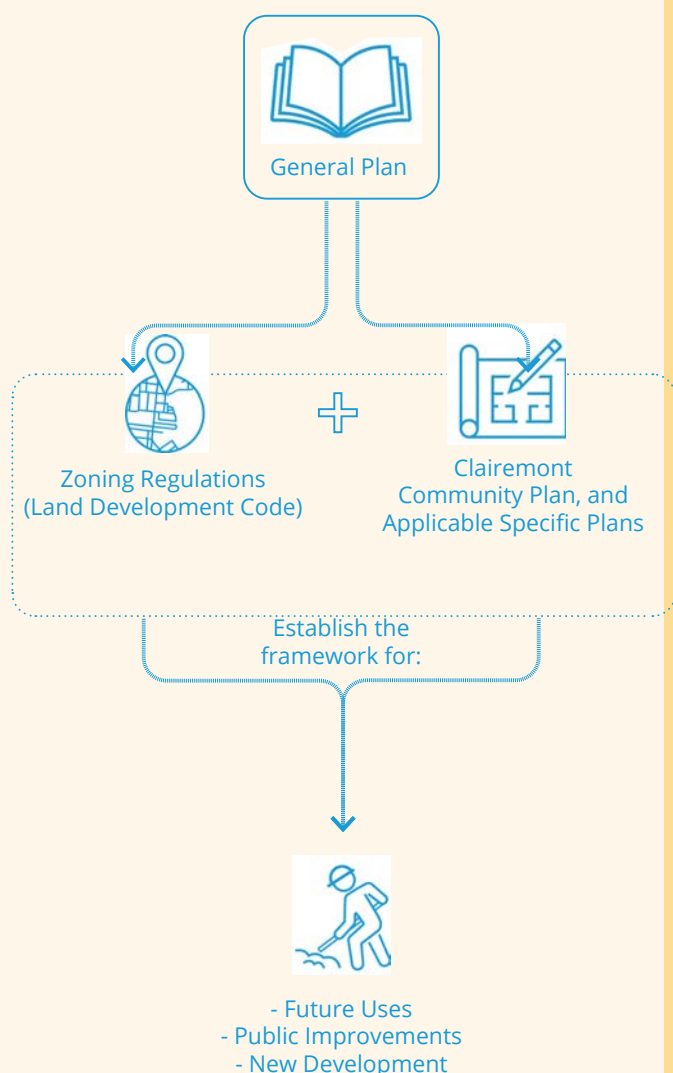 General Plan
Zoning Regulations
(Land Development Code)
Clairemont
Community Plan, and
Applicable Specific Plans
Establish the
framework for:
- Future Uses
- Public Improvements
- New Development